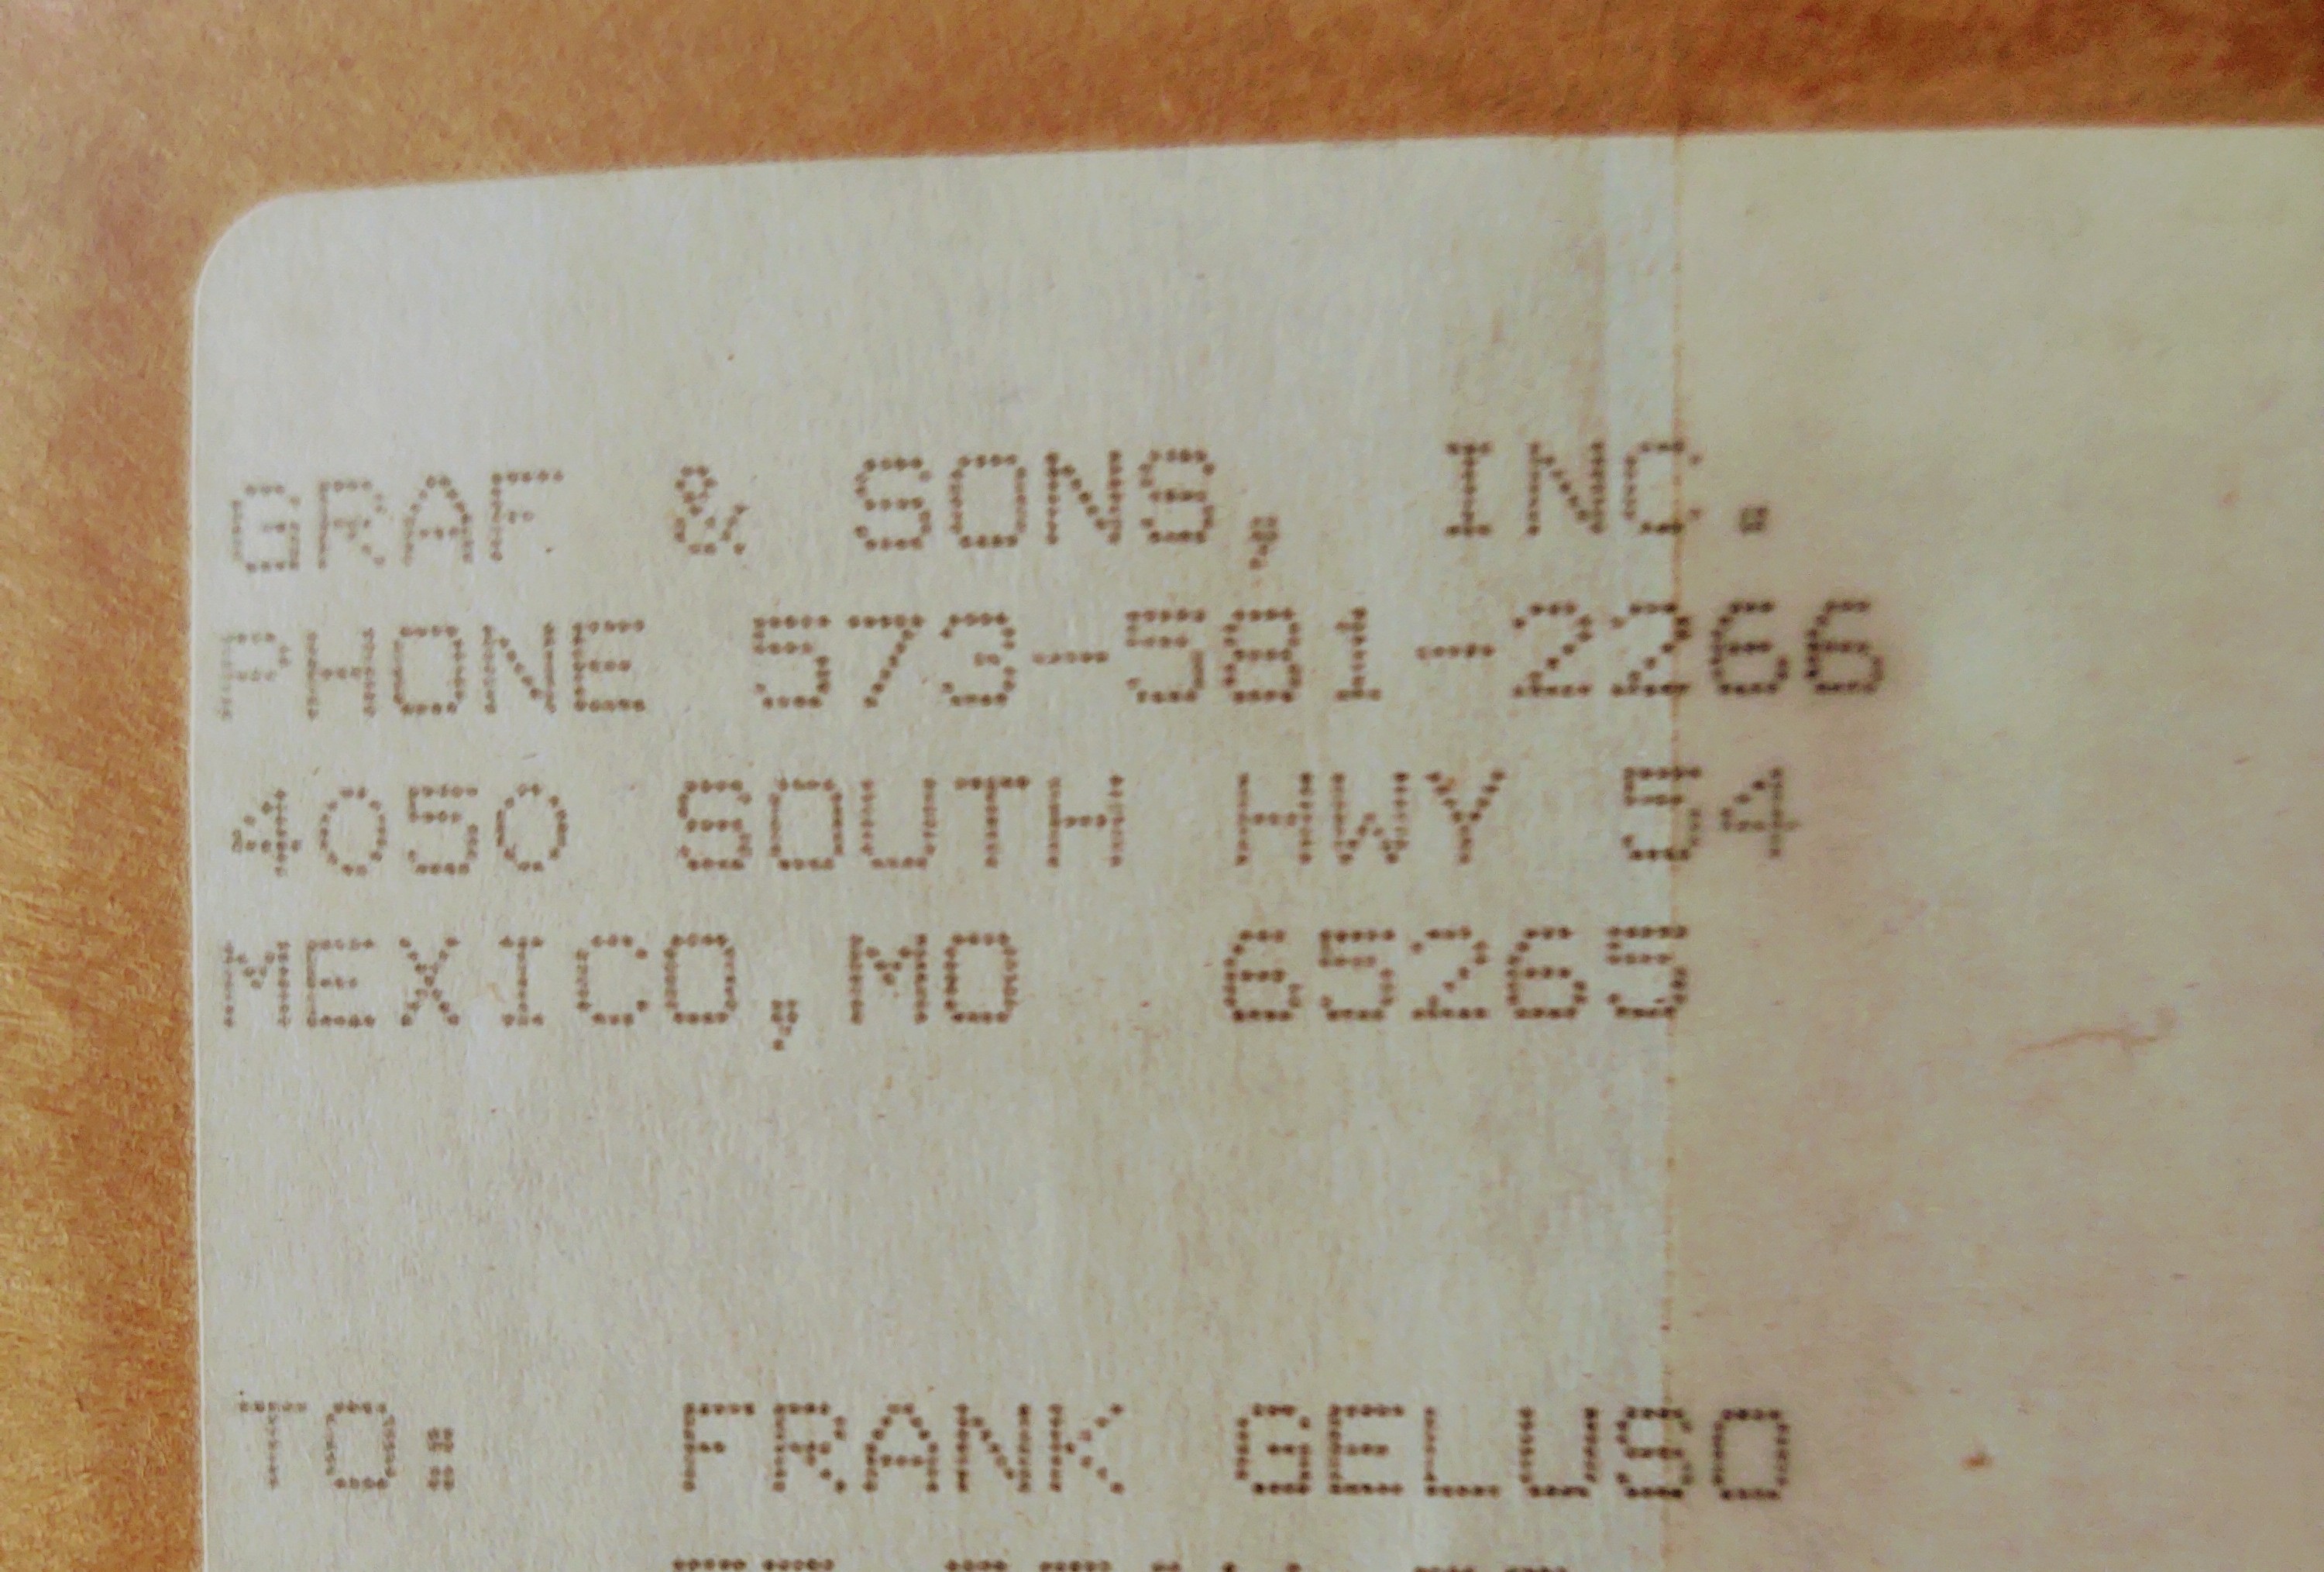 GRAF & SONS, INC.
PHONE 573-581-2266
4050 SOUTH HWY 54
MEXICO,MO 65265
TO: FRANK GELUSO